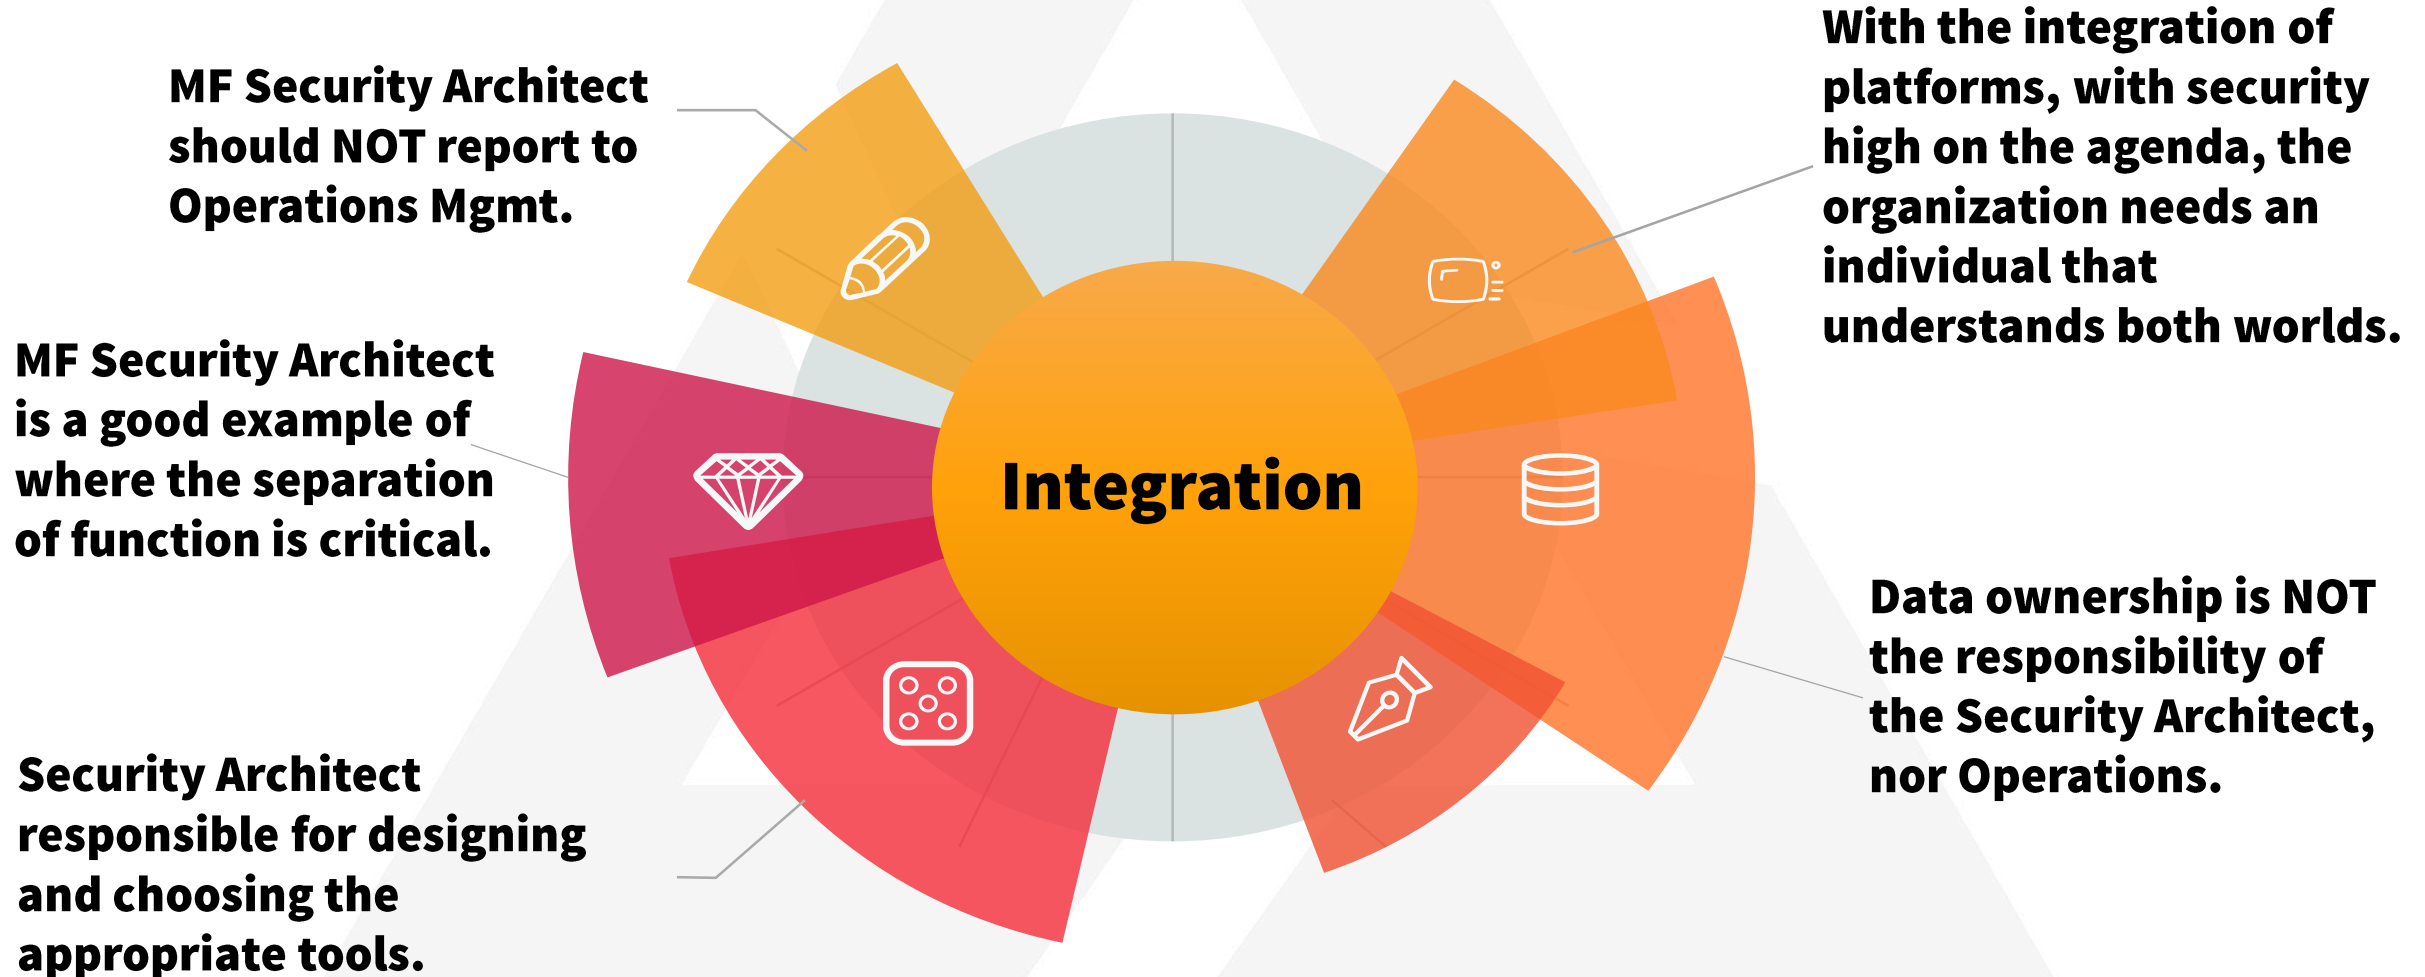 MF Security Architect
should NOT report to
Operations Mgmt.
MF Security Architect
is a good example of
where the separation
of function is critical.
Security Architect
responsible for designing
and choosing the
appropriate tools.
Integration
With the integration of
platforms, with security
high on the agenda, the
organization needs an
individual that
understands both worlds.
Data ownership is NOT
the responsibility of
the Security Architect,
nor Operations.